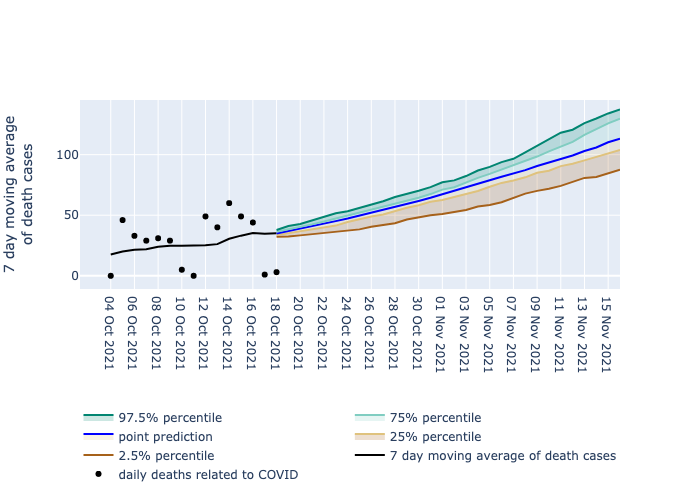 7 day moving average
of death cases
100
50
0
04 Oct 2021
06 Oct 2021
08 Oct 2021
10 Oct 2021
12 Oct 2021
14 Oct 2021
16 Oct 2021
18 Oct 2021
20 Oct 2021
22 Oct 2021
24 Oct 2021
26 Oct 2021
28 Oct 2021
30 Oct 2021
01 Nov 2021
03 Nov 2021
05 Nov 2021
07 Nov 2021
09 Nov 2021
11 Nov 2021
13 Nov 2021
15 Nov 2021
97.5% percentile
75% percentile
point prediction
25% percentile
2.5% percentile
7 day moving average of death cases
daily deaths related to COVID